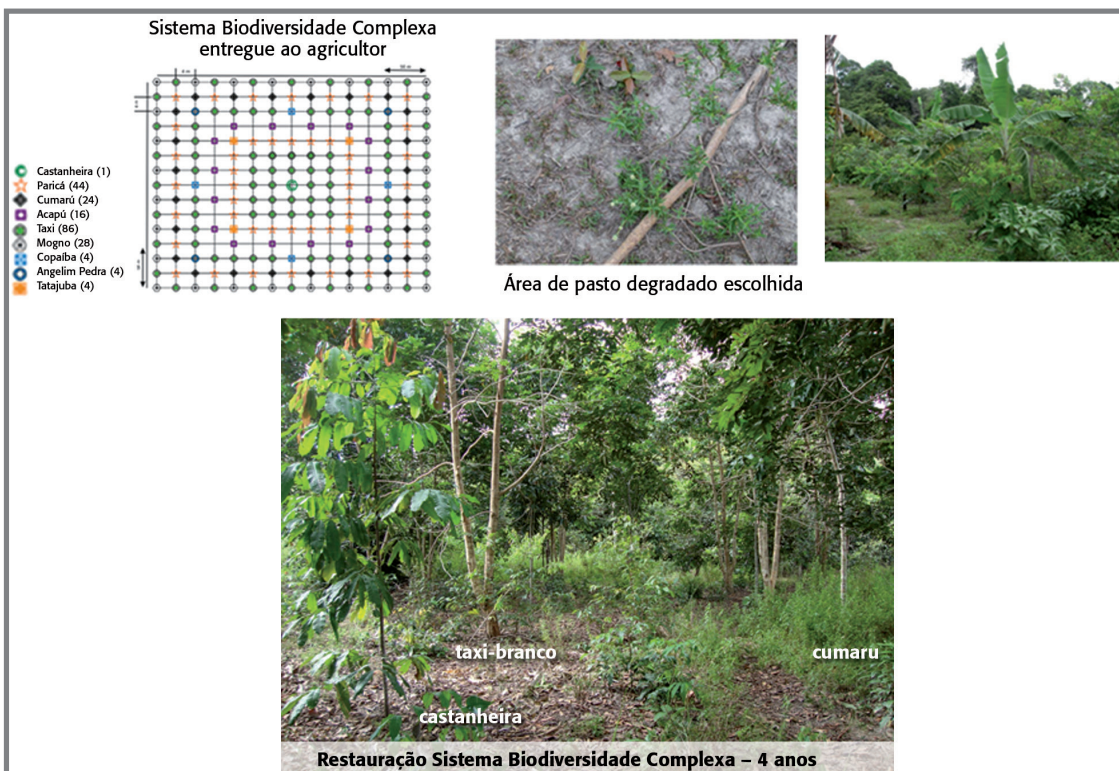 Sistema Biodiversidade Complexa
entregue ao agricultor
Castanheira (1)
Paricá (44)
Cumarú (24)
Acapú (16)
Taxi (86)
Mogno (28)
Copaíba (4)
Angelim Pedra (4)
Tatajuba (4)
Área de pasto degradado escolhida
taxi-branco
cumaru
castanheira
Restauração Sistema Biodiversidade Complexa – 4 anos